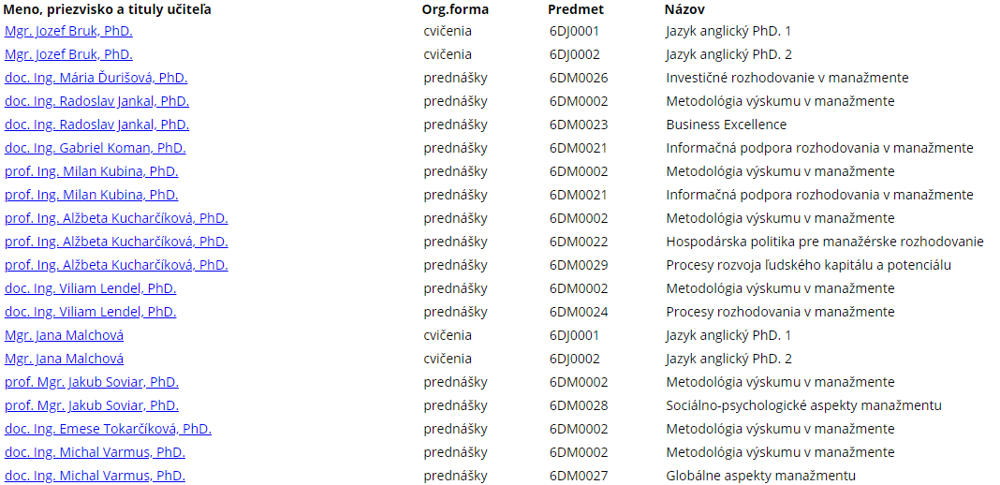 Meno, priezvisko a tituly učiteľa Org.forma Predmet Názov
Mgr. Jozef Bruk, PhD. cvičenia 6DJ0001 Jazyk anglický PhD. 1
Mgr. Jozef Bruk, PhD. cvičenia 6DJ0002 Jazyk anglický PhD. 2
doc. Ing. Mária Ďurišová, PhD. prednášky 6DM0026 Investičné rozhodovanie v manažmente
doc. Ing. Radoslav Jankal, PhD. prednášky 6DM0002 Metodológia výskumu v manažmente
doc. Ing. Radoslav Jankal, PhD. prednášky 6DM0023 Business Excellence
doc. Ing. Gabriel Koman, PhD. prednášky 6DM0021 Informačná podpora rozhodovania v manažmente
prof. Ing. Milan Kubina, PhD. prednášky 6DM0002 Metodológia výskumu v manažmente
prof. Ing. Milan Kubina, PhD. prednášky 6DM0021 Informačná podpora rozhodovania v manažmente
prof. Ing. Alžbeta Kucharčíková, PhD. prednášky 6DM0002 Metodológia výskumu v manažmente
prof. Ing. Alžbeta Kucharčíková, PhD. prednášky 6DM0022 Hospodárska politika pre manažérske rozhodovanie
prof. Ing. Alžbeta Kucharčíková, PhD. prednášky 6DM0029 Procesy rozvoja ľudského kapitálu a potenciálu
doc. Ing. Viliam Lendel, PhD. prednášky 6DM0002 Metodológia výskumu v manažmente
doc. Ing. Viliam Lendel, PhD. prednášky 6DM0024 Procesy rozhodovania v manažmente
Mgr. Jana Malchová cvičenia 6DJ0001 Jazyk anglický PhD. 1
Mgr. Jana Malchová cvičenia 6DJ0002 Jazyk anglický PhD. 2
prof. Mgr. Jakub Soviar, PhD. prednášky 6DM0002 Metodológia výskumu v manažmente
prof. Mgr. Jakub Soviar, PhD. prednášky 6DM0028 Sociálno-psychologické aspekty manažmentu
doc. Ing. Emese Tokarčíková, PhD. prednášky 6DM0002 Metodológia výskumu v manažmente
doc. Ing. Michal Varmus, PhD. prednášky 6DM0002 Metodológia výskumu v manažmente
doc. Ing. Michal Varmus, PhD. prednášky 6DM0027 Globálne aspekty manažmentu